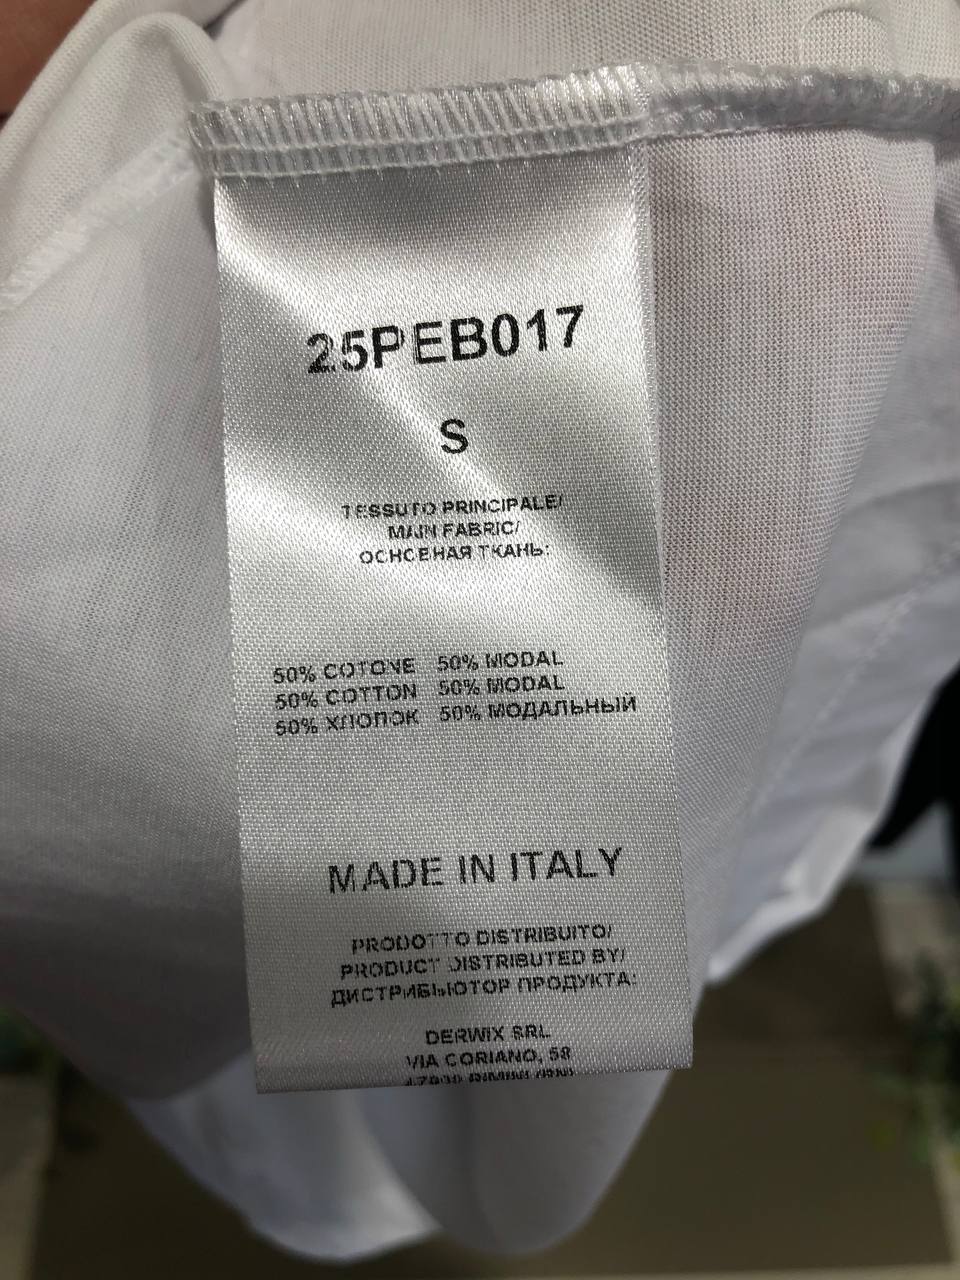 25PEB017
S
TESSUTO PRINCIPALE/
MAIN FABRIC/
ОСНОВНАЯ ТКАНЬ:
50% COTONE 50% MODAL
50% COTTON 50% MODAL
50% ХЛОПОК 50% МОДАЛЬНЫЙ
MADE IN ITALY
PRODOTTO DISTRIBUITO/
PRODUCT DISTRIBUTED BY/
ДИСТРИБЬЮТОР ПРОДУКТА:
DERWIX SRL
VIA CORIANO, 58